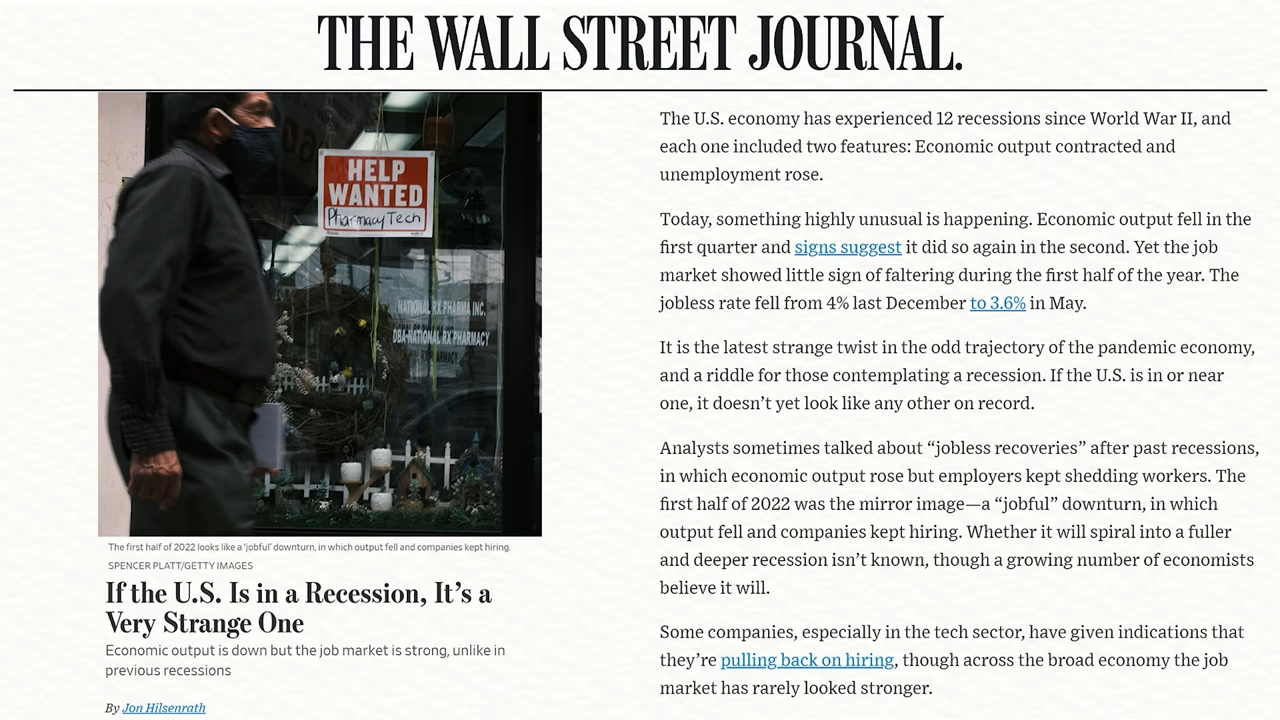 THE WALL STREET JOURNAL.
HELP
WANTED
Pharmacy Tech
NATIONAL RX PHARMA INC.
DBA-NATIONAL RX PHARMACY
PHARMACY
The first half of 2022 looks like a 'jobful' downturn, in which output fell and companies kept hiring.
SPENCER PLATT/GETTY IMAGES
If the U.S. Is in a Recession, It’s a
Very Strange One
Economic output is down but the job market is strong, unlike in
previous recessions
By Jon Hilsenrath
The U.S. economy has experienced 12 recessions since World War II, and
each one included two features: Economic output contracted and
unemployment rose.
Today, something highly unusual is happening. Economic output fell in the
first quarter and signs suggest it did so again in the second. Yet the job
market showed little sign of faltering during the first half of the year. The
jobless rate fell from 4% last December to 3.6% in May.
It is the latest strange twist in the odd trajectory of the pandemic economy,
and a riddle for those contemplating a recession. If the U.S. is in or near
one, it doesn’t yet look like any other on record.
Analysts sometimes talked about “jobless recoveries” after past recessions,
in which economic output rose but employers kept shedding workers. The
first half of 2022 was the mirror image—a “jobful” downturn, in which
output fell and companies kept hiring. Whether it will spiral into a fuller
and deeper recession isn’t known, though a growing number of economists
believe it will.
Some companies, especially in the tech sector, have given indications that
they’re pulling back on hiring, though across the broad economy the job
market has rarely looked stronger.